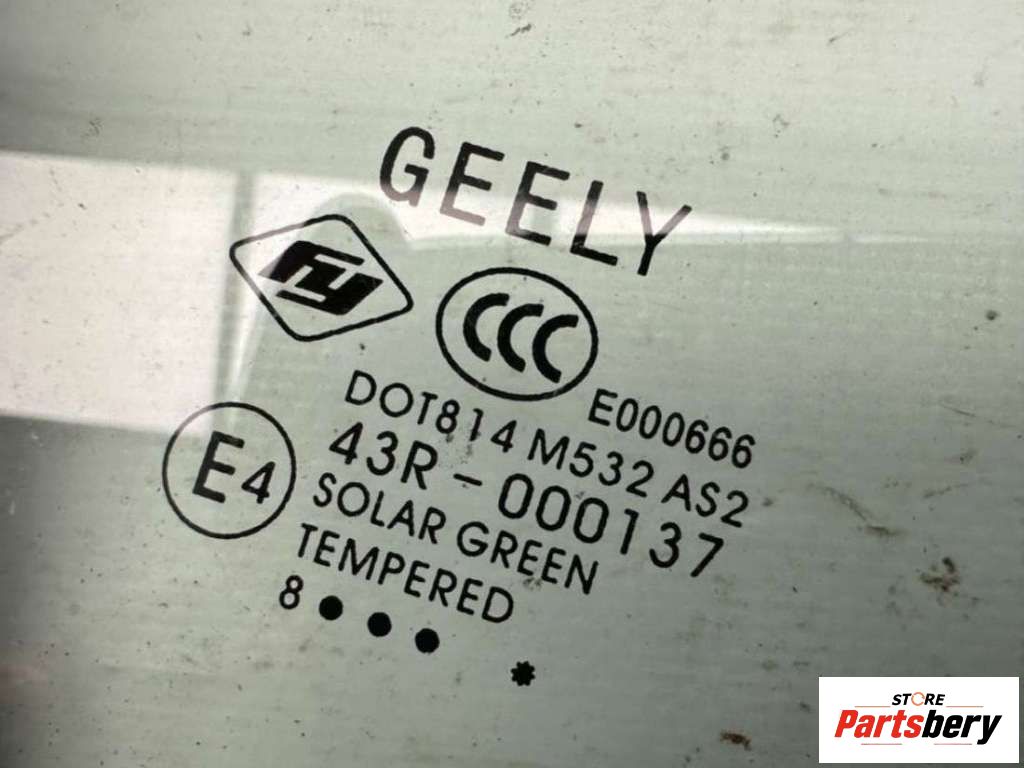 GEELY
FY
CCC
E000666
DOT814 M532 AS2
E4
43R-000137
SOLAR GREEN
TEMPERED
8
STORE
Partsbery